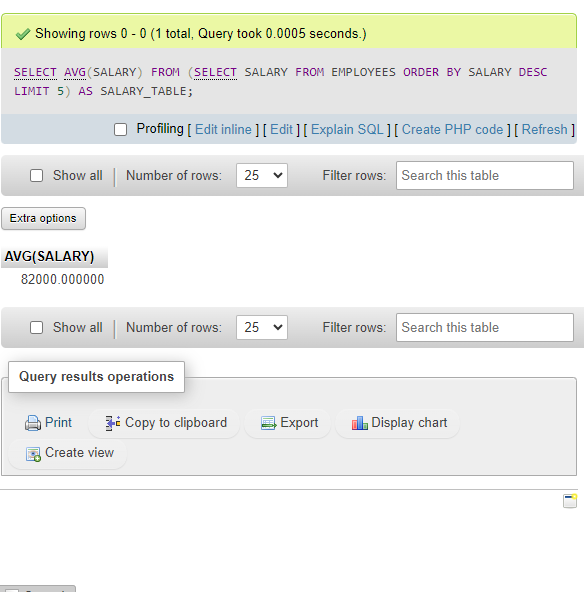 Showing rows 0 - 0 (1 total, Query took 0.0005 seconds.)
SELECT AVG(SALARY) FROM (SELECT SALARY FROM EMPLOYEES ORDER BY SALARY DESC
LIMIT 5) AS SALARY_TABLE;
Profiling [ Edit inline ] [ Edit ] [ Explain SQL ] [ Create PHP code ] [ Refresh ]
Show all Number of rows: 25 Filter rows: Search this table
Extra options
AVG(SALARY)
82000.000000
Show all Number of rows: 25 Filter rows: Search this table
Query results operations
Print Copy to clipboard Export Display chart
Create view